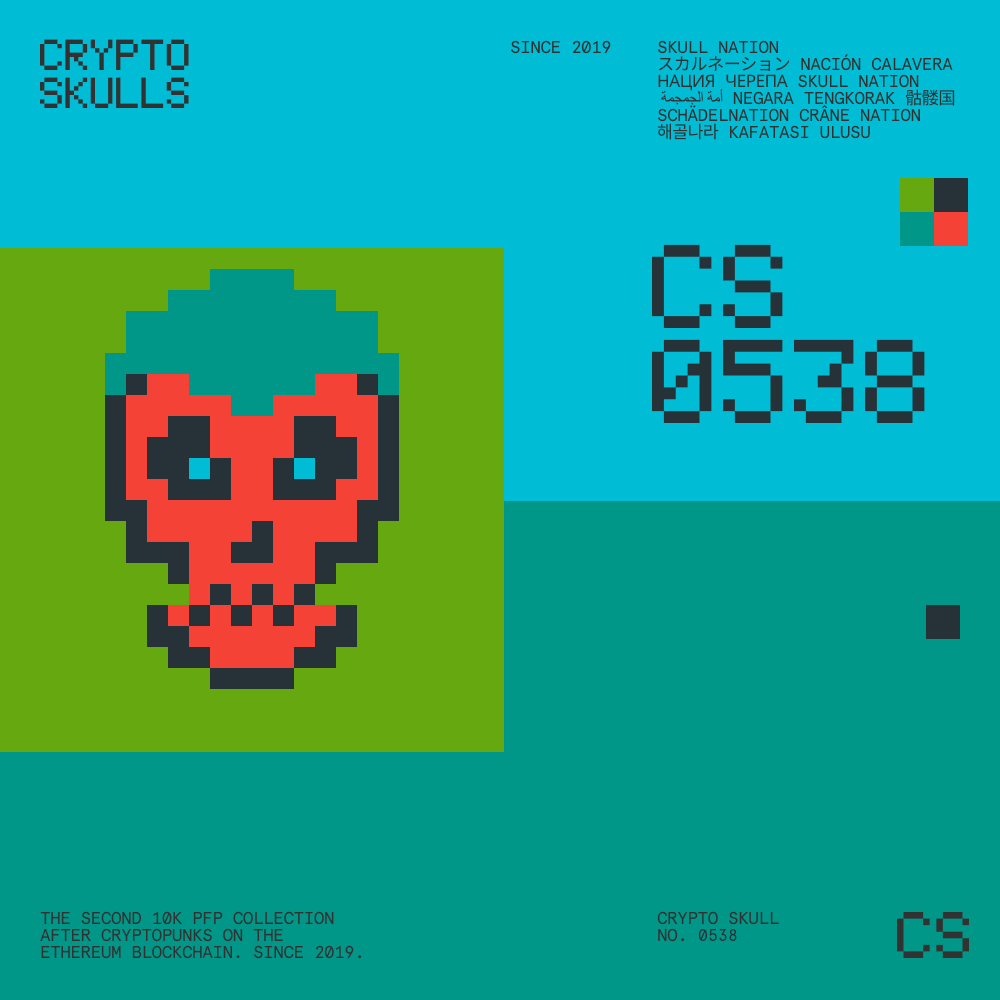 CRYPTO
SKULLS
SINCE 2019
SKULL NATION
スカルネーション NACIÓN CALAVERA
НАЦИЯ ЧЕРЕПА SKULL NATION
أمة الجمجمة NEGARA TENGKORAK 骷髅国
SCHÄDELNATION CRÂNE NATION
해골나라 KAFATASI ULUSU
CS
0538
THE SECOND 10K PFP COLLECTION
AFTER CRYPTOPUNKS ON THE
ETHEREUM BLOCKCHAIN. SINCE 2019.
CRYPTO SKULL
NO. 0538
CS